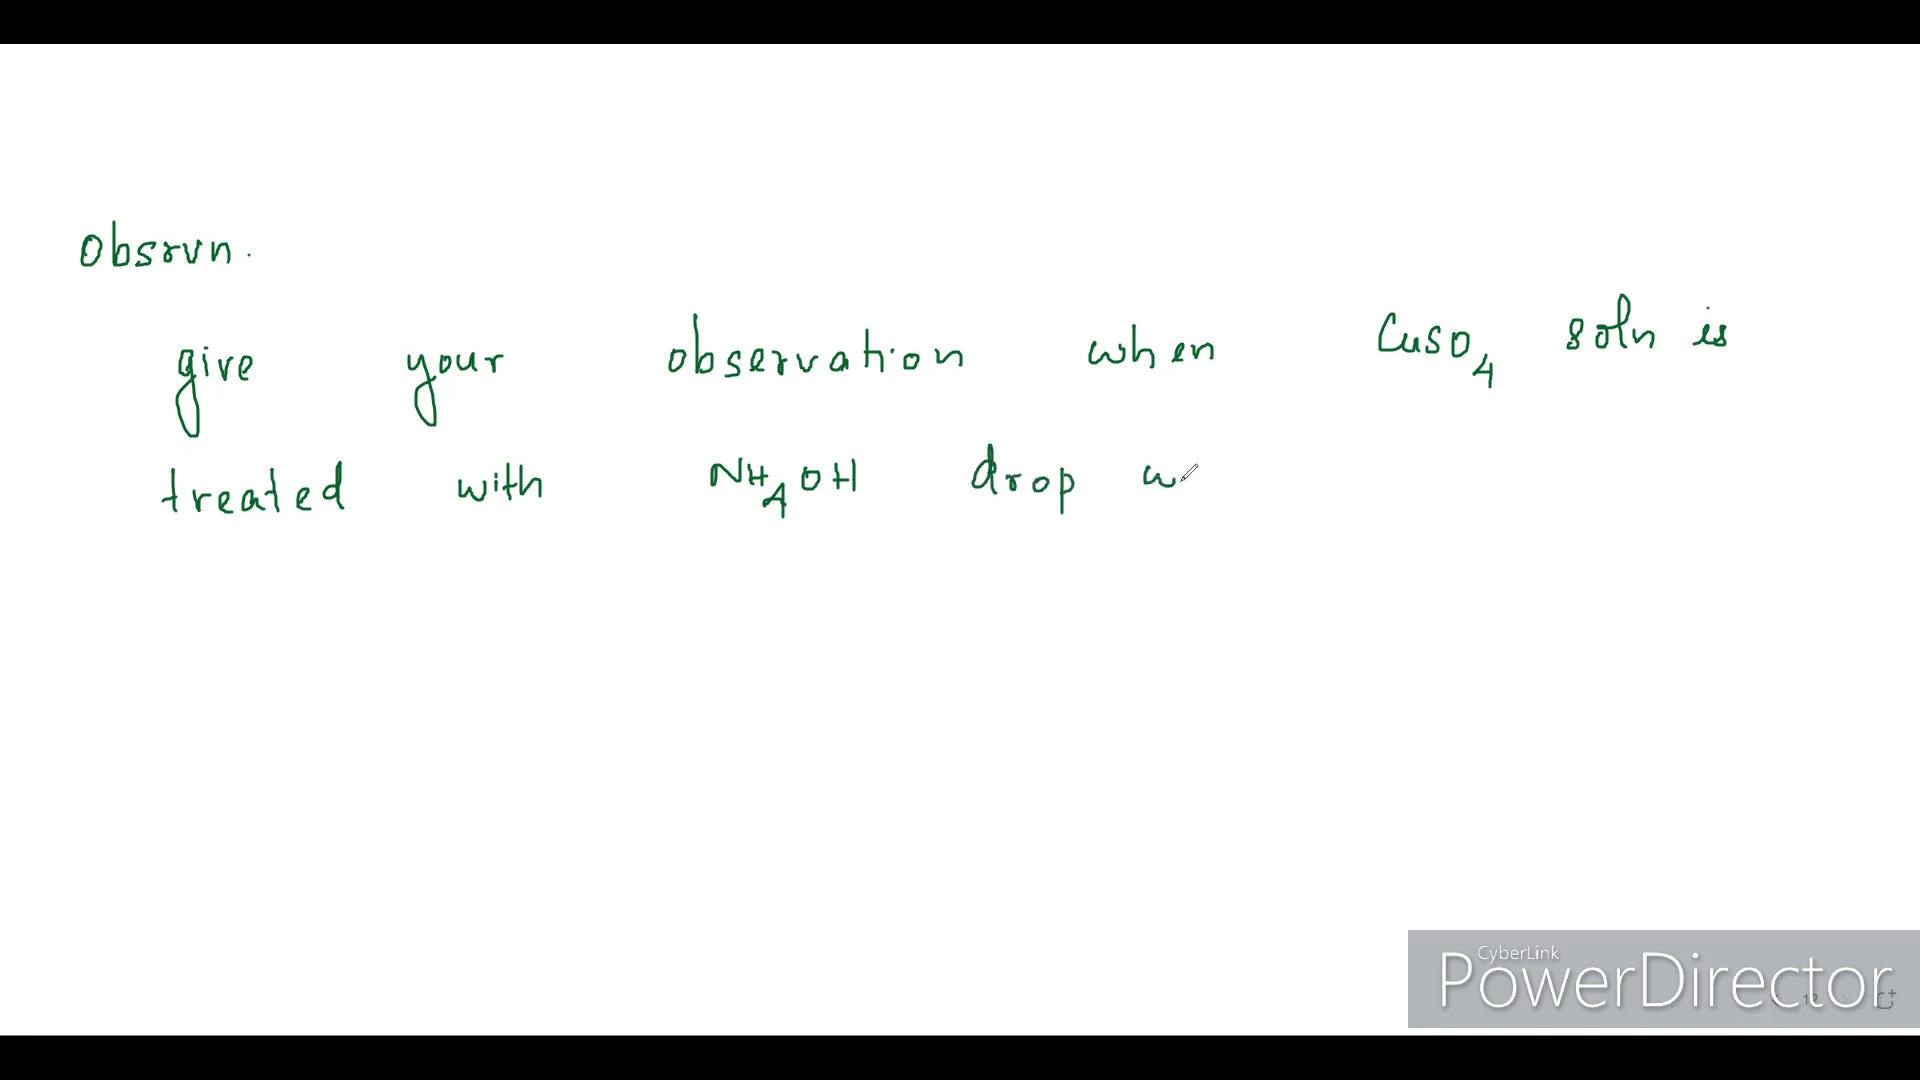 Obsrvn.
give your observation when CuSO4 soln is
treated with NH4OH drop w
CyberLink
PowerDirector